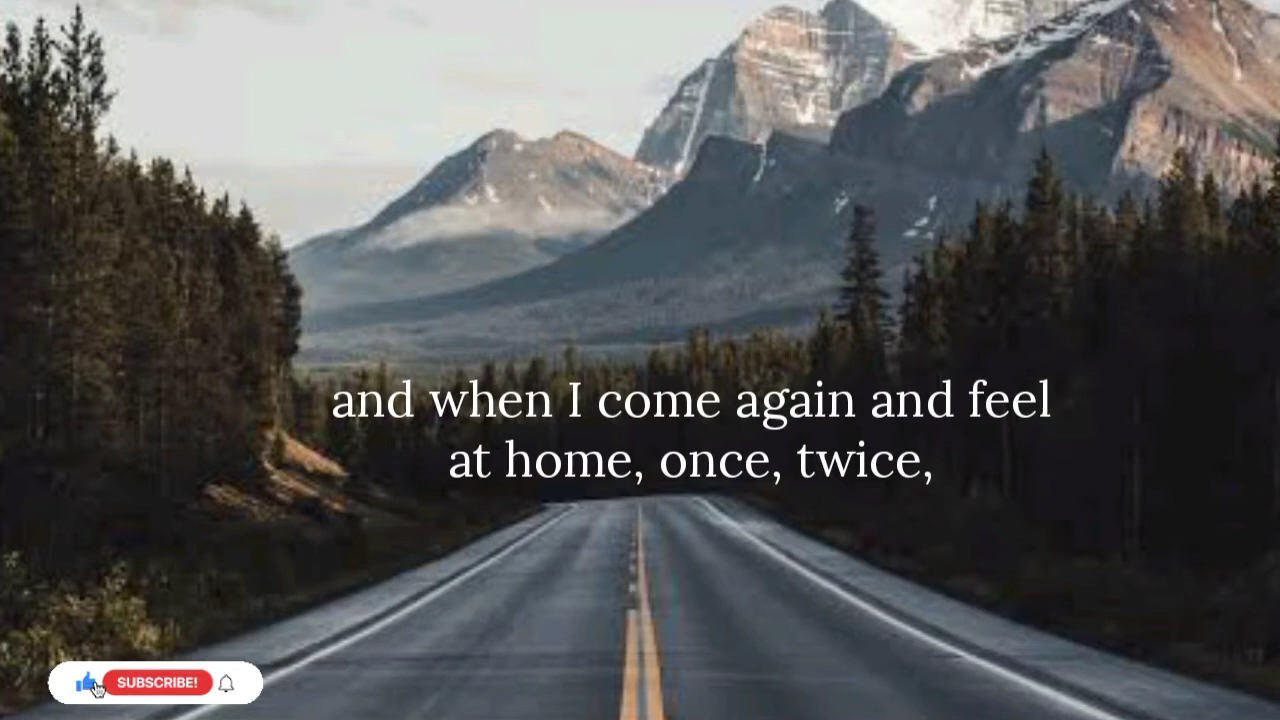 and when I come again and feel
at home, once, twice,
SUBSCRIBE!